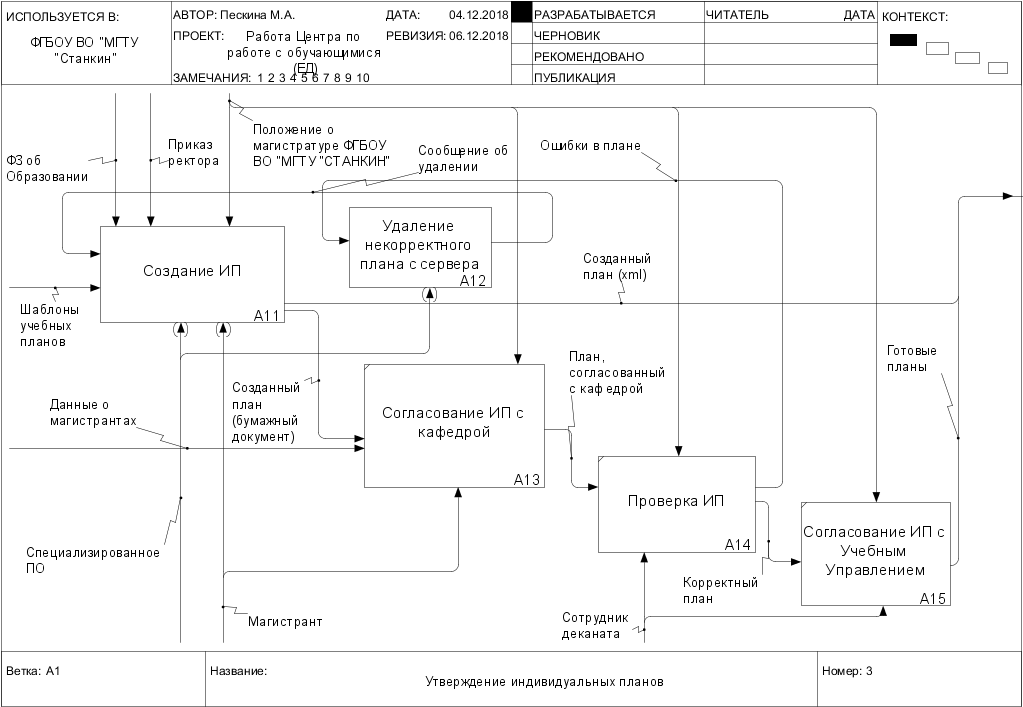 ИСПОЛЬЗУЕТСЯ В:
ФГБОУ ВО "МГТУ
"Станкин"
АВТОР: Пескина М.А.
ДАТА: 04.12.2018
ПРОЕКТ: Работа Центра по
работе с обучающимися
(ЕД)
РЕВИЗИЯ: 06.12.2018
ЗАМЕЧАНИЯ: 1 2 3 4 5 6 7 8 9 10
РАЗРАБАТЫВАЕТСЯ
ЧЕРНОВИК
РЕКОМЕНДОВАНО
ПУБЛИКАЦИЯ
ЧИТАТЕЛЬ
ДАТА
КОНТЕКСТ:
ФЗ об
Образовании
Приказ
ректора
Положение о
магистратуре ФГБОУ
ВО "МГТУ "СТАНКИН"
Сообщение об
удалении
Ошибки в плане
Создание ИП
A11
Удаление
некорректного
плана с сервера
A12
Созданный
план (xml)
Шаблоны
учебных
планов
Созданный
план
(бумажный
документ)
План,
согласованный
с кафедрой
Готовые
планы
Данные о
магистрантах
Согласование ИП с
кафедрой
A13
Проверка ИП
A14
Согласование ИП с
Учебным
Управлением
A15
Специализированное
ПО
Корректный
план
Магистрант
Сотрудник
деканата
Ветка: A1
Название:
Утверждение индивидуальных планов
Номер: 3